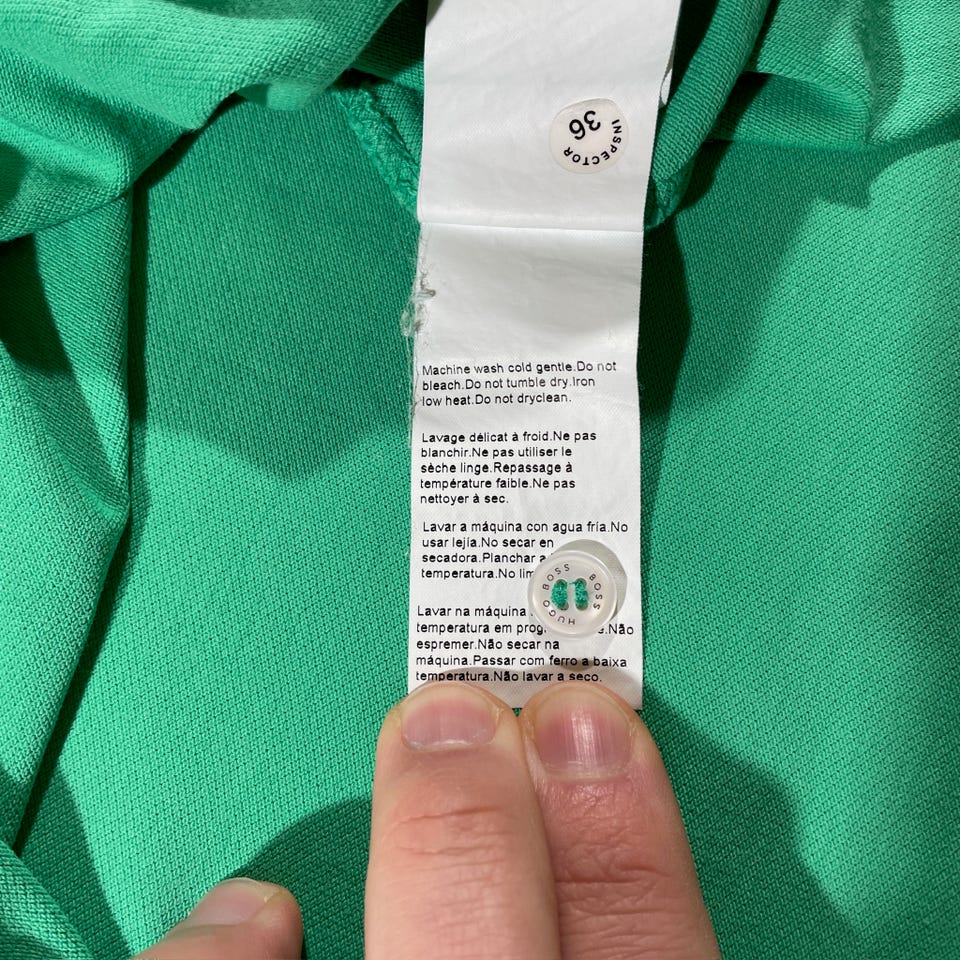 36
INSPECTOR
Machine wash cold gentle.Do not
bleach.Do not tumble dry.Iron
low heat.Do not dryclean.
Lavage délicat à froid.Ne pas
blanchir.Ne pas utiliser le
sèche linge.Repassage à
température faible.Ne pas
nettoyer à sec.
Lavar a máquina con agua fría.No
usar lejía.No secar en
secadora.Planchar a
temperatura.No
HUGO BOSS
HUGO BOSS
Lavar na máquina
temperatura em .Não
espremer.Não secar na
máquina.Passar com ferro a baixa
temperatura.Não lavar a seco.